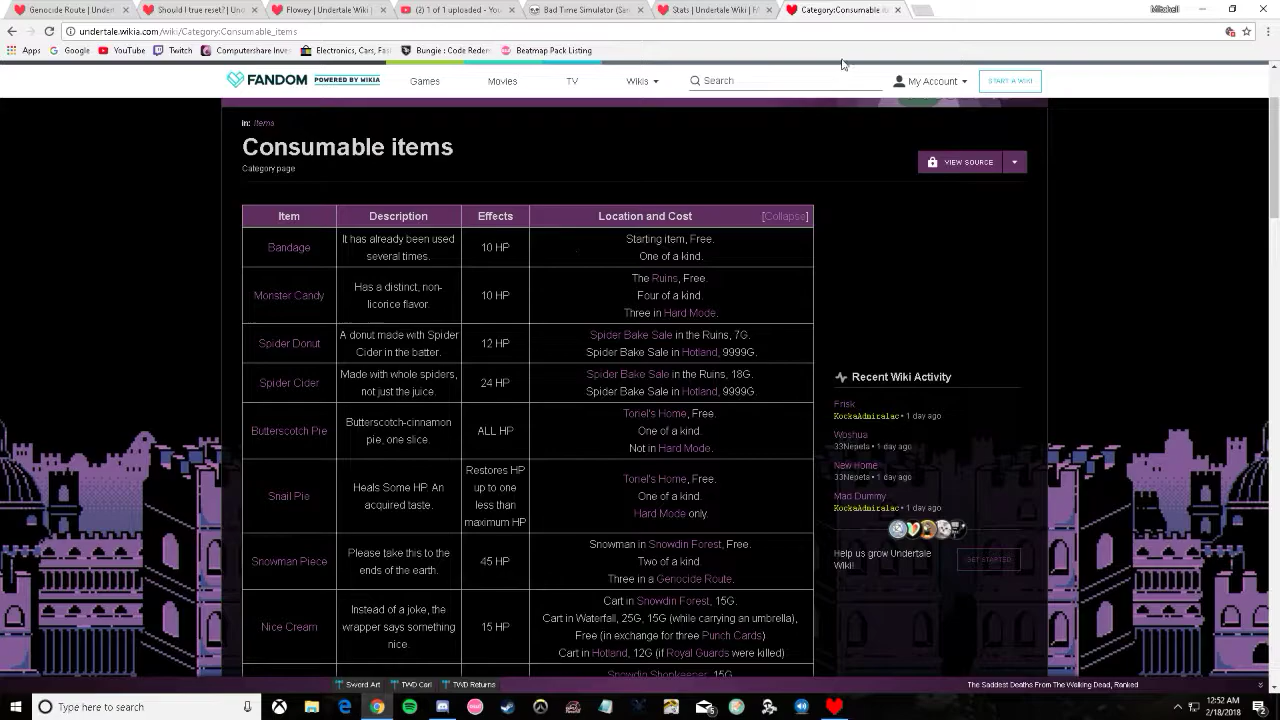 Genocide Route | Undert
Should I true reset? | Un
Flowey | Undertale Wiki |
(2) 1 of 1 uploaded - You
Bad Time Simulator (San
Stats | Undertale Wiki | F
Category:Consumable it
Mitchell
undertale.wikia.com/wiki/Category:Consumable_items
Apps
Google
YouTube
Twitch
Computershare Inves
Electronics, Cars, Fash
Bungie : Code Redem
Beatmap Pack Listing
FANDOM POWERED BY WIKIA
Games
Movies
TV
Wikis
Search
My Account
START A WIKI
in: Items
Consumable items
Category page
VIEW SOURCE
Item Description Effects Location and Cost [Collapse]
Bandage
It has already been used
several times.
10 HP
Starting item, Free.
One of a kind.
Monster Candy
Has a distinct, non-
licorice flavor.
10 HP
The Ruins, Free.
Four of a kind.
Three in Hard Mode.
Spider Donut
A donut made with Spider
Cider in the batter.
12 HP
Spider Bake Sale in the Ruins, 7G.
Spider Bake Sale in Hotland, 9999G.
Spider Cider
Made with whole spiders,
not just the juice.
24 HP
Spider Bake Sale in the Ruins, 18G.
Spider Bake Sale in Hotland, 9999G.
Butterscotch Pie
Butterscotch-cinnamon
pie, one slice.
ALL HP
Toriel's Home, Free.
One of a kind.
Not in Hard Mode.
Snail Pie
Heals Some HP. An
acquired taste.
Restores HP
up to one
less than
maximum HP
Toriel's Home, Free.
One of a kind.
Hard Mode only.
Snowman Piece
Please take this to the
ends of the earth.
45 HP
Snowman in Snowdin Forest, Free.
Two of a kind
Three in a Genocide Route.
Nice Cream
Instead of a joke, the
wrapper says something
nice.
15 HP
Cart in Snowdin Forest, 15G.
Cart in Waterfall, 25G, 15G (while carrying an umbrella),
Free (in exchange for three Punch Cards)
Cart in Hotland, 12G (if Royal Guards were killed)
Snowdin Shopkeeper, 15G
Recent Wiki Activity
Frisk
KockaAdmiralac • 1 day ago
Woshua
33Nepeta • 1 day ago
New Home
33Nepeta • 1 day ago
Mad Dummy
KockaAdmiralac • 1 day ago
Help us grow Undertale
Wiki!
GET STARTED
Sword Art
TWD Carl
TWD Returns
The Saddest Deaths From The Walking Dead, Ranked
Type here to search
12:52 AM
2/18/2018